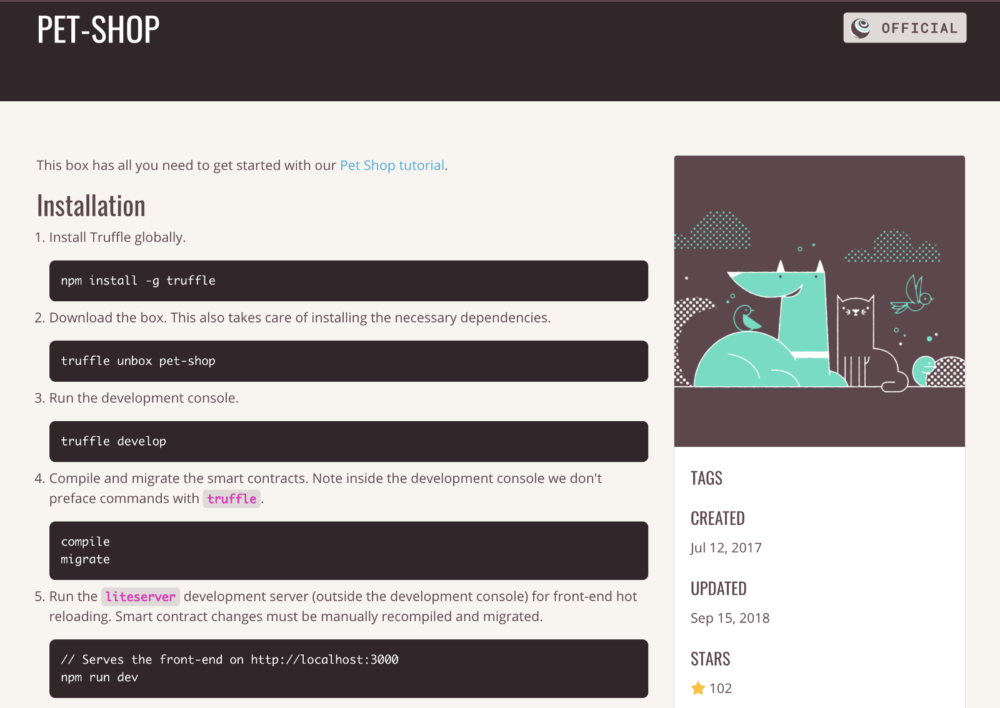 PET-SHOP
OFFICIAL
This box has all you need to get started with our Pet Shop tutorial.
Installation
1. Install Truffle globally.
npm install -g truffle
2. Download the box. This also takes care of installing the necessary dependencies.
truffle unbox pet-shop
3. Run the development console.
truffle develop
4. Compile and migrate the smart contracts. Note inside the development console we don't
preface commands with truffle.
compile
migrate
5. Run the liteserver development server (outside the development console) for front-end hot
reloading. Smart contract changes must be manually recompiled and migrated.
// Serves the front-end on http://localhost:3000
npm run dev
TAGS
CREATED
Jul 12, 2017
UPDATED
Sep 15, 2018
STARS
102